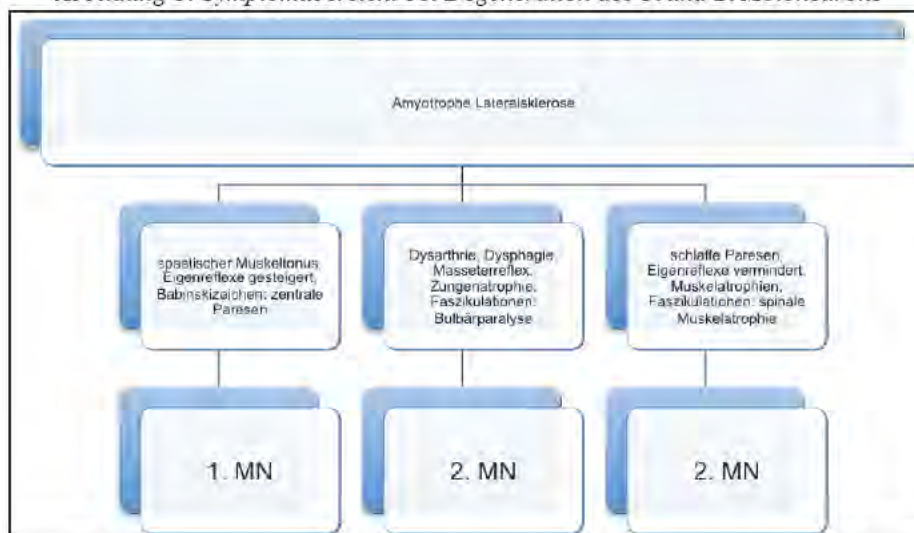 Amyotrophe Lateralsklerose
spastischer Muskeltonus,
Eigenreflexe gesteigert,
Babinskizeichen: zentrale
Paresen
Dysarthrie, Dysphagie,
Masseterreflex,
Zungenatrophie,
Faszikulationen:
Bulbärparalyse
schlaffe Paresen,
Eigenreflexe vermindert,
Muskelatrophien,
Faszikulationen: spinale
Muskelatrophie
1. MN
2. MN
2. MN